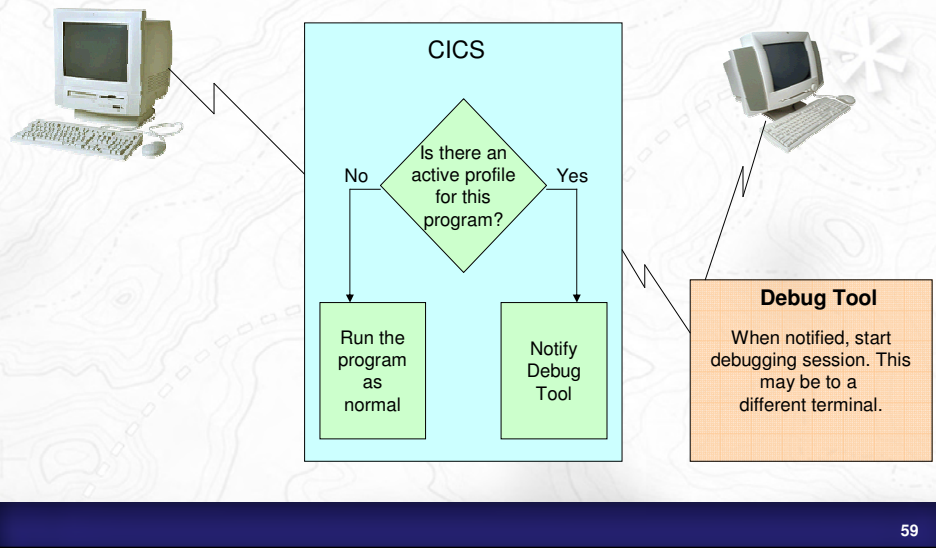 CICS
Is there an
active profile
for this
program?
No
Yes
Run the
program
as
normal
Notify
Debug
Tool
Debug Tool
When notified, start
debugging session. This
may be to a
different terminal.
59